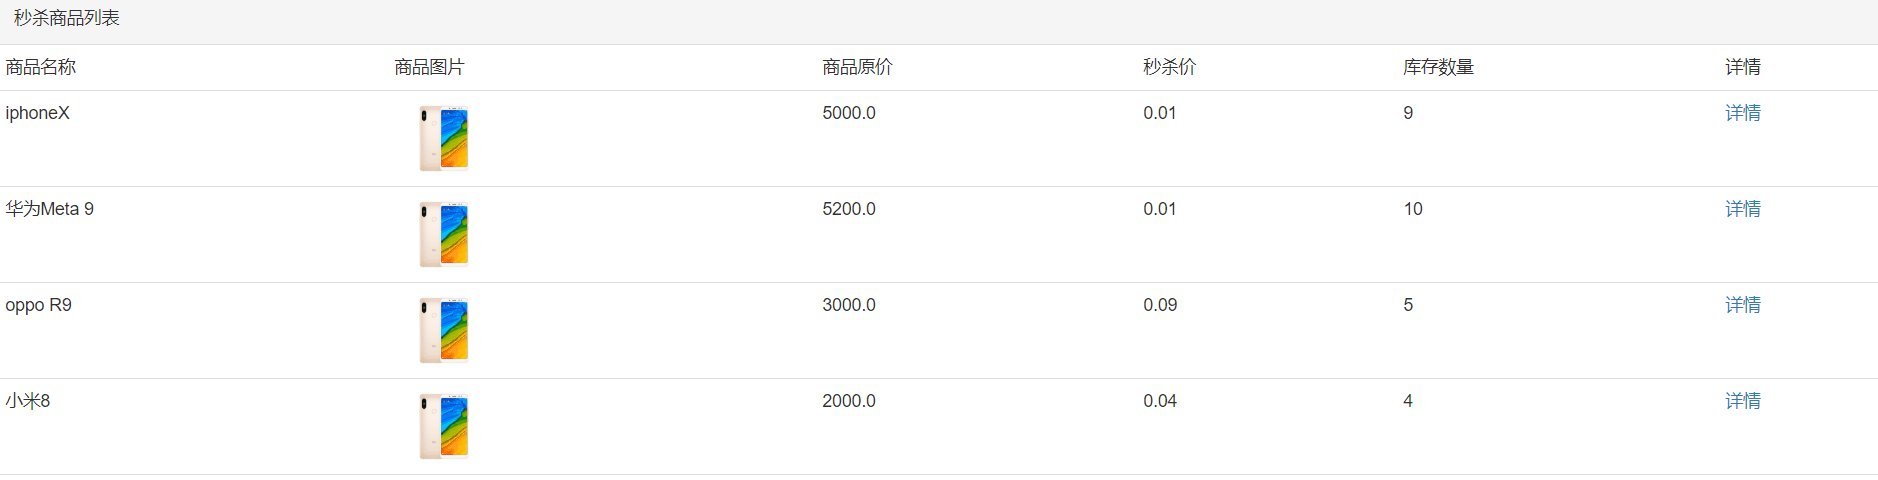 秒杀商品列表
商品名称 商品图片 商品原价 秒杀价 库存数量 详情
iphoneX 5000.0 0.01 9 详情
华为Meta 9 5200.0 0.01 10 详情
oppo R9 3000.0 0.09 5 详情
小米8 2000.0 0.04 4 详情